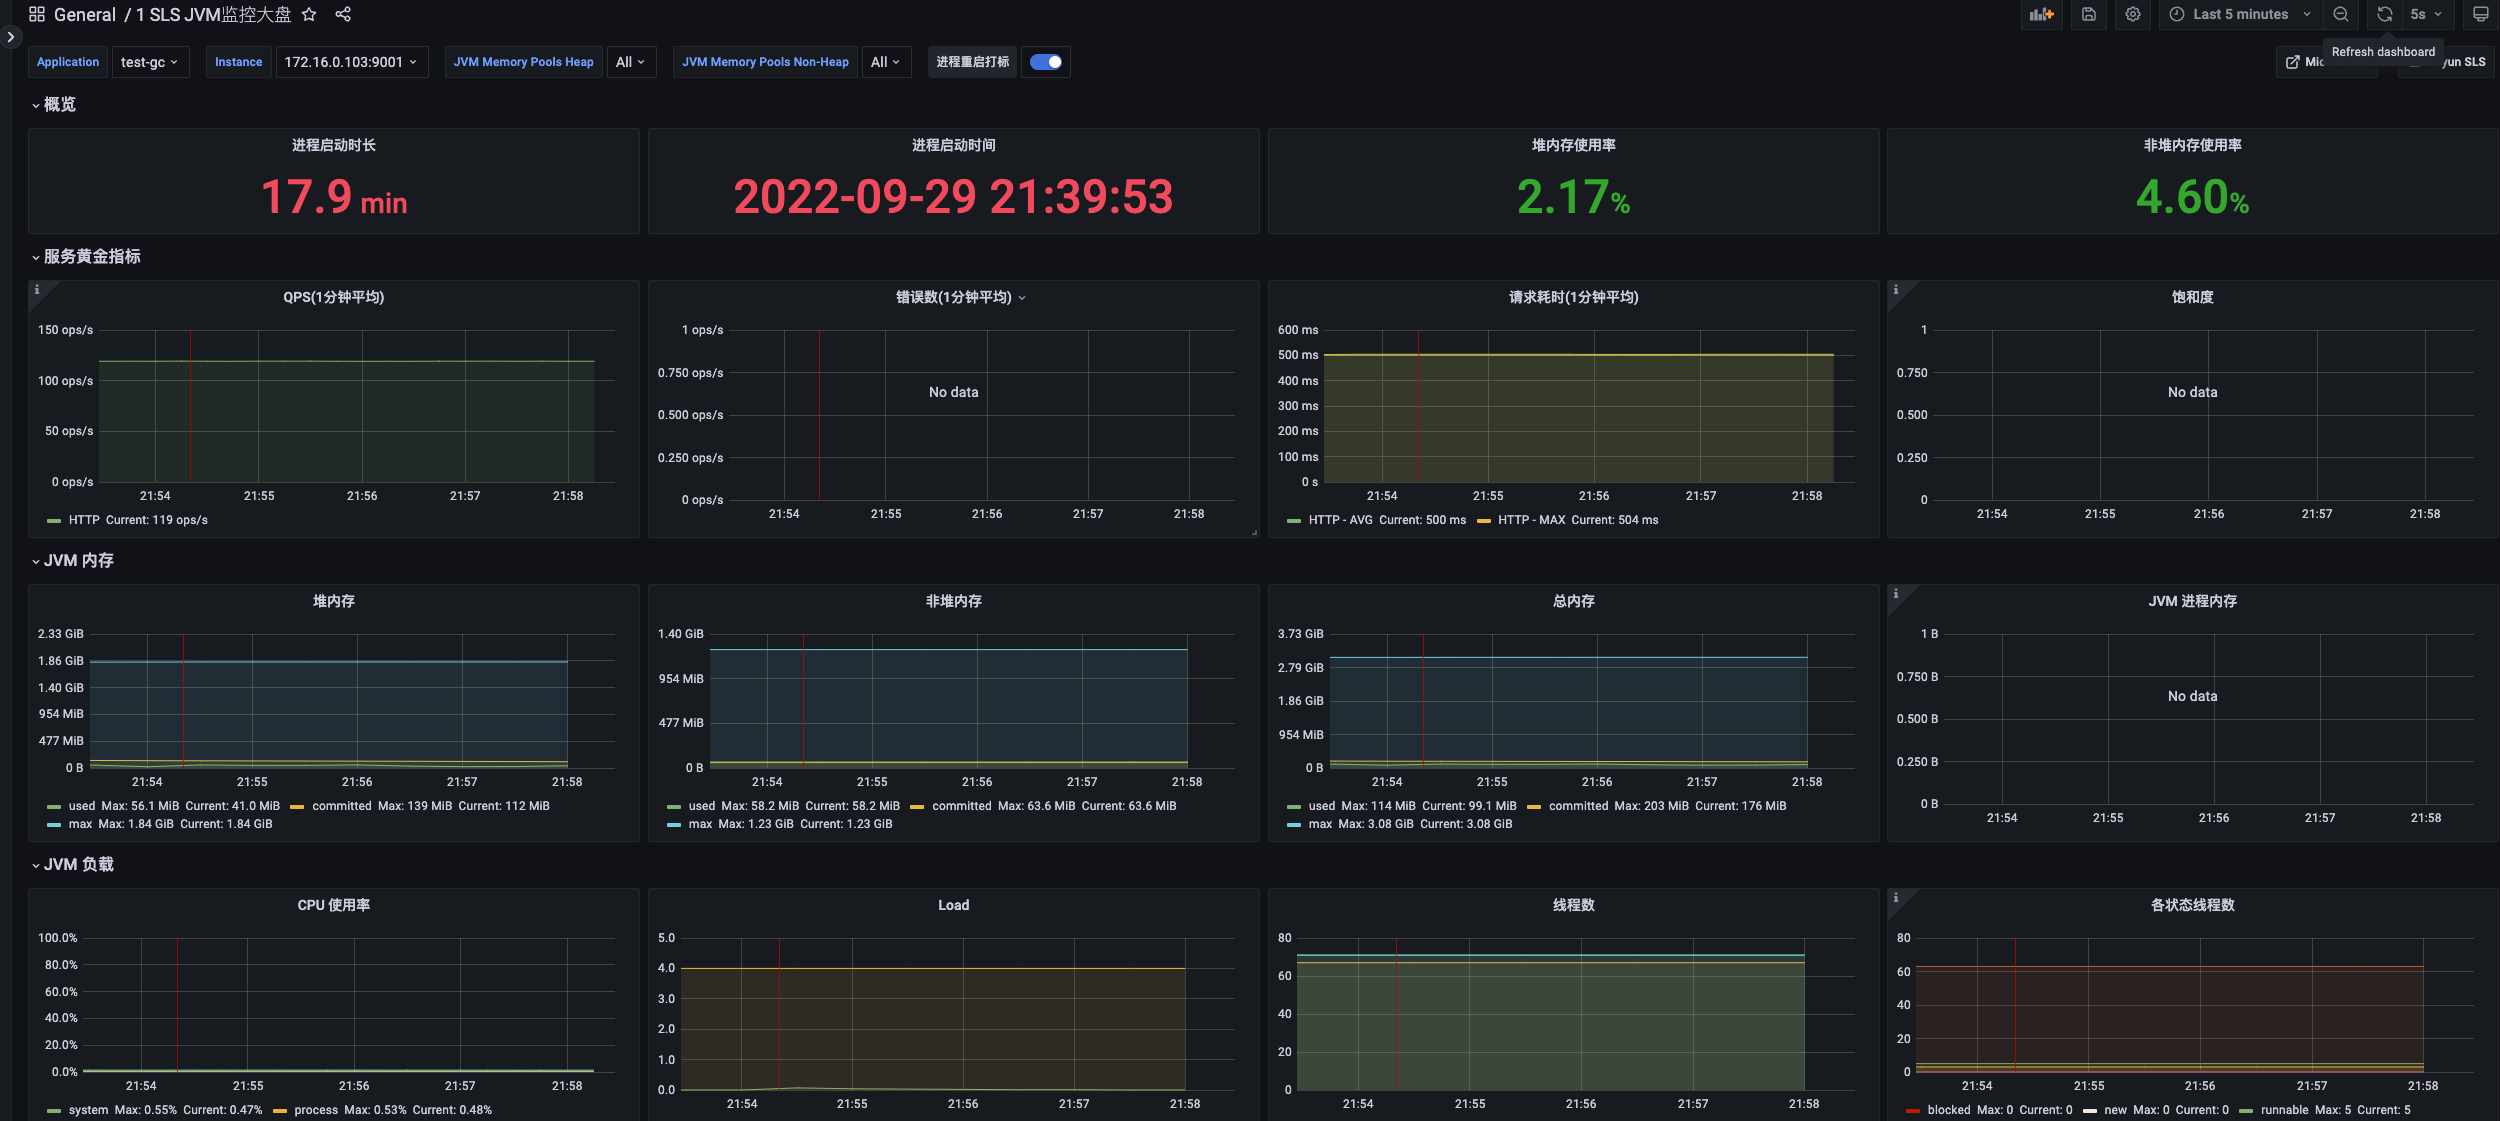 General / 1 SLS JVM监控大盘
Last 5 minutes
5s
Refresh dashboard
Application test-gc
Instance 172.16.0.103:9001
JVM Memory Pools Heap All
JVM Memory Pools Non-Heap All
进程重启打标
yun SLS
概览
进程启动时长
17.9 min
进程启动时间
2022-09-29 21:39:53
堆内存使用率
2.17%
非堆内存使用率
4.60%
服务黄金指标
QPS(1分钟平均)
150 ops/s
100 ops/s
50 ops/s
0 ops/s
21:54 21:55 21:56 21:57 21:58
HTTP Current: 119 ops/s
错误数(1分钟平均)
1 ops/s
0.750 ops/s
0.500 ops/s
0.250 ops/s
0 ops/s
No data
21:54 21:55 21:56 21:57 21:58
请求耗时(1分钟平均)
600 ms
500 ms
400 ms
300 ms
200 ms
100 ms
0 s
21:54 21:55 21:56 21:57 21:58
HTTP - AVG Current: 500 ms HTTP - MAX Current: 504 ms
饱和度
1
0.750
0.500
0.250
0
No data
21:54 21:55 21:56 21:57 21:58
JVM 内存
堆内存
2.33 GiB
1.86 GiB
1.40 GiB
954 MiB
477 MiB
0 B
21:54 21:55 21:56 21:57 21:58
used Max: 56.1 MiB Current: 41.0 MiB committed Max: 139 MiB Current: 112 MiB
max Max: 1.84 GiB Current: 1.84 GiB
非堆内存
1.40 GiB
954 MiB
477 MiB
0 B
21:54 21:55 21:56 21:57 21:58
used Max: 58.2 MiB Current: 58.2 MiB committed Max: 63.6 MiB Current: 63.6 MiB
max Max: 1.23 GiB Current: 1.23 GiB
总内存
3.73 GiB
2.79 GiB
1.86 GiB
954 MiB
0 B
21:54 21:55 21:56 21:57 21:58
used Max: 114 MiB Current: 99.1 MiB committed Max: 203 MiB Current: 176 MiB
max Max: 3.08 GiB Current: 3.08 GiB
JVM 进程内存
1 B
0.750 B
0.500 B
0.250 B
0 B
No data
21:54 21:55 21:56 21:57 21:58
JVM 负载
CPU 使用率
100.0%
80.0%
60.0%
40.0%
20.0%
0.0%
21:54 21:55 21:56 21:57 21:58
system Max: 0.55% Current: 0.47% process Max: 0.53% Current: 0.48%
Load
5.0
4.0
3.0
2.0
1.0
0.0
21:54 21:55 21:56 21:57 21:58
线程数
80
60
40
20
0
21:54 21:55 21:56 21:57 21:58
各状态线程数
80
60
40
20
0
21:54 21:55 21:56 21:57 21:58
blocked Max: 0 Current: 0 new Max: 0 Current: 0 runnable Max: 5 Current: 5